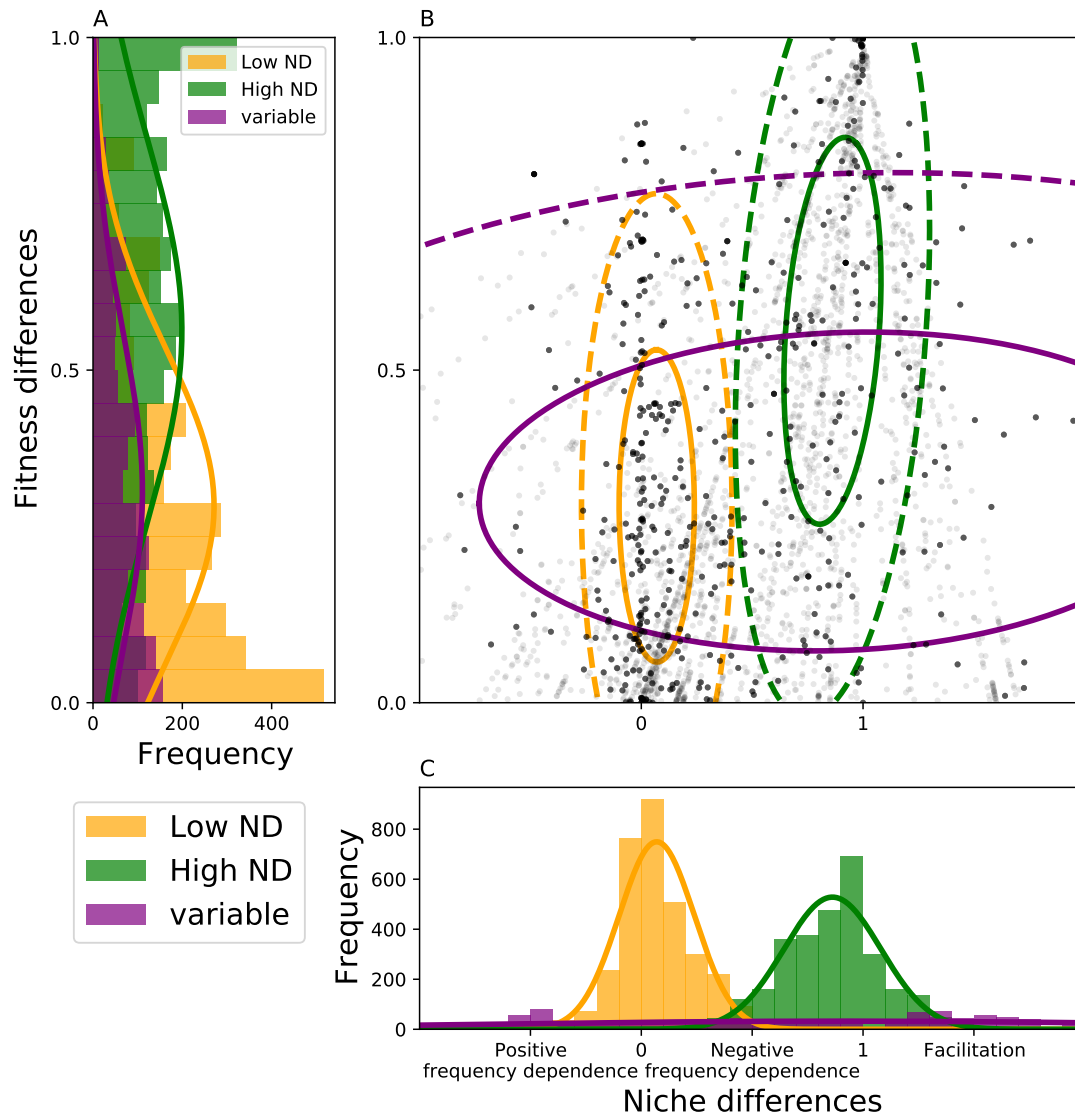 A
B
1.0
0.5
0.0
Fitness differences
Low ND
High ND
variable
0
200
400
Frequency
1.0
0.5
0.0
0
1
Low ND
High ND
variable
C
800
600
400
200
0
Frequency
Positive
frequency dependence
0
Negative
frequency dependence
1
Facilitation
Niche differences